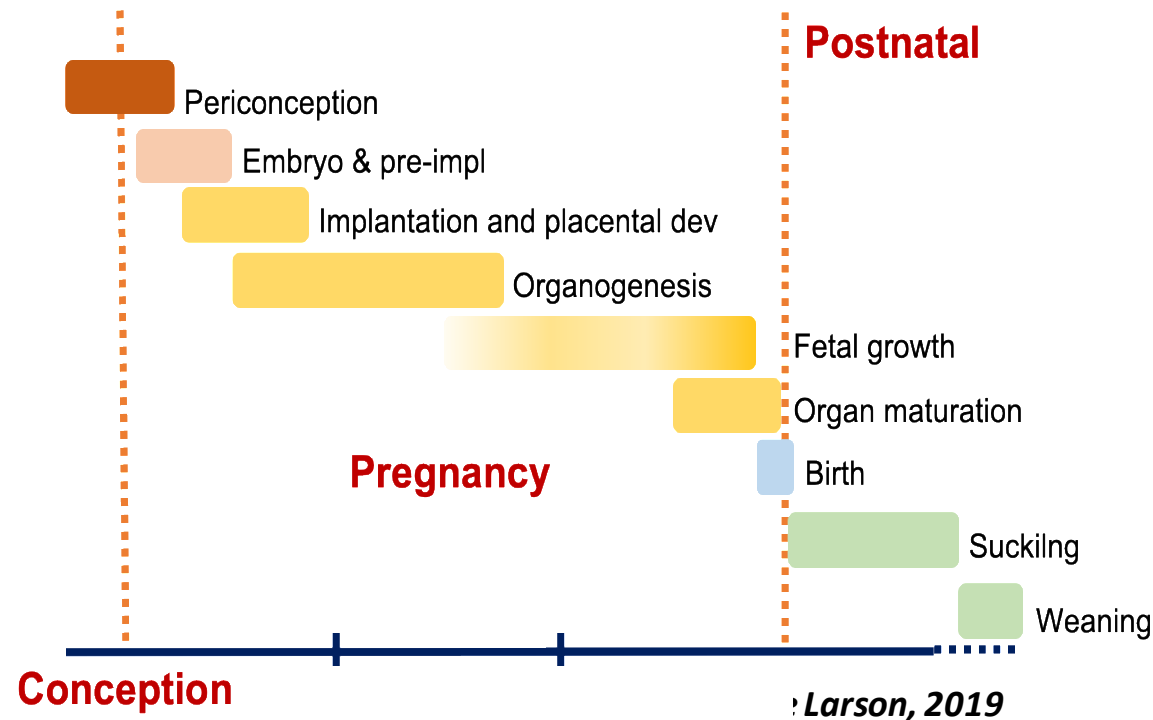 Postnatal
Periconception
Embryo & pre-impl
Implantation and placental dev
Organogenesis
Fetal growth
Organ maturation
Pregnancy
Birth
Suckilng
Weaning
Conception
Larson, 2019